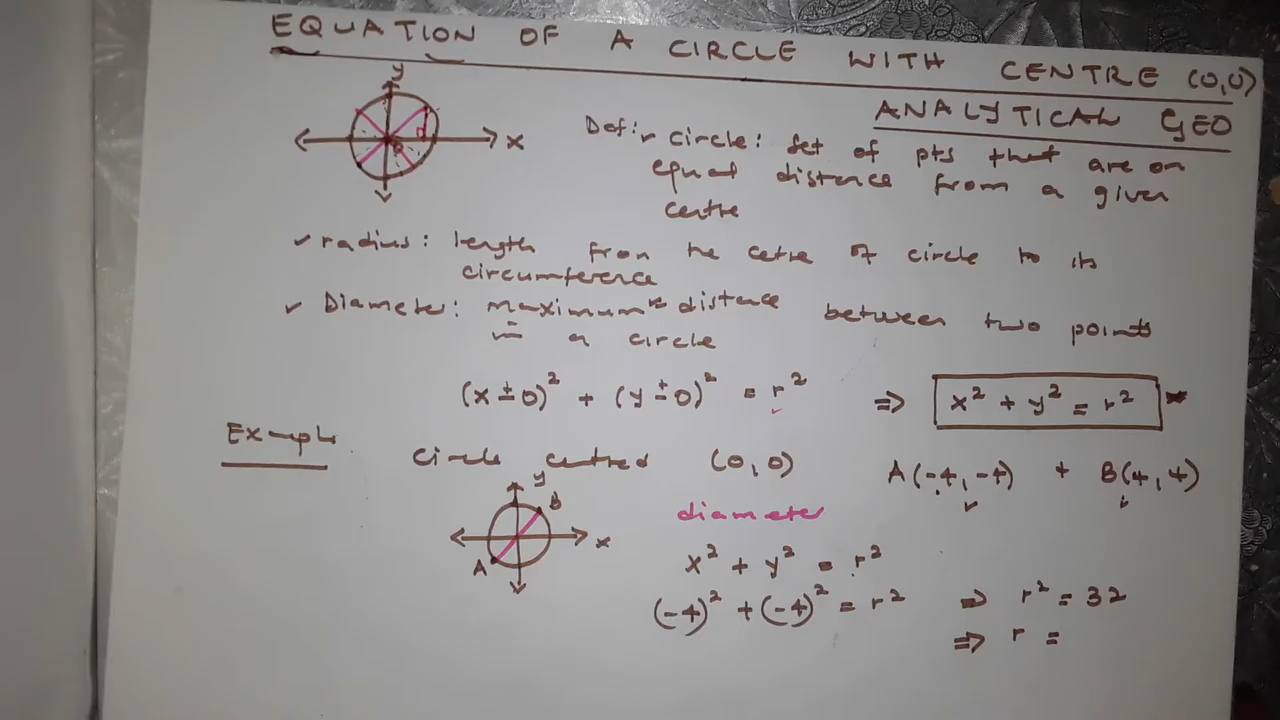 EQUATION OF A CIRCLE WITH CENTRE (0,0)
ANALYTICAL GEO
y
x
Def: circle: set of pts that are on
equal distance from a given
centre
✓ radius: length from the cetre of circle to its
circumference
✓ Diameter: maximum distace
between two points
in a circle
(x ± 0)² + (y ± 0)² = r² ⇒ x² + y² = r²
Example
Circle centred (0,0) A(-4,-4) + B(4,4)
y
B
x
A
diameter
x² + y² = r²
(-4)² + (-4)² = r² ⇒ r² = 32
⇒ r =